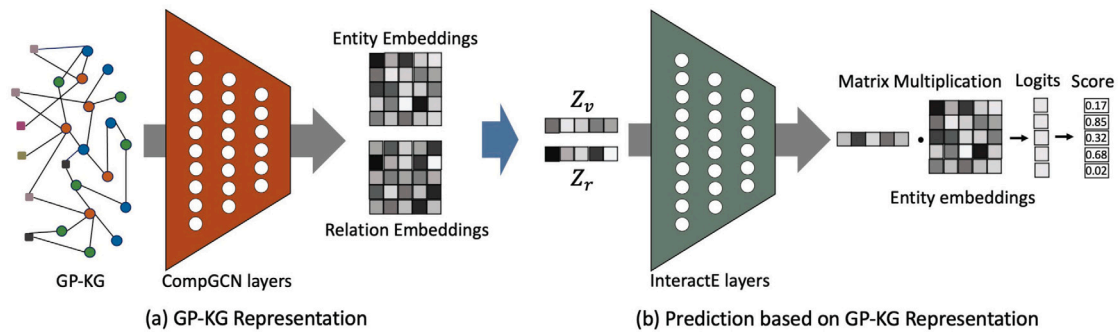 Entity Embeddings
Relation Embeddings
GP-KG
CompGCN layers
(a) GP-KG Representation
Z_v
Z_r
InteractE layers
Matrix Multiplication
Logits
Score
0.17
0.85
0.32
0.68
0.02
Entity embeddings
(b) Prediction based on GP-KG Representation